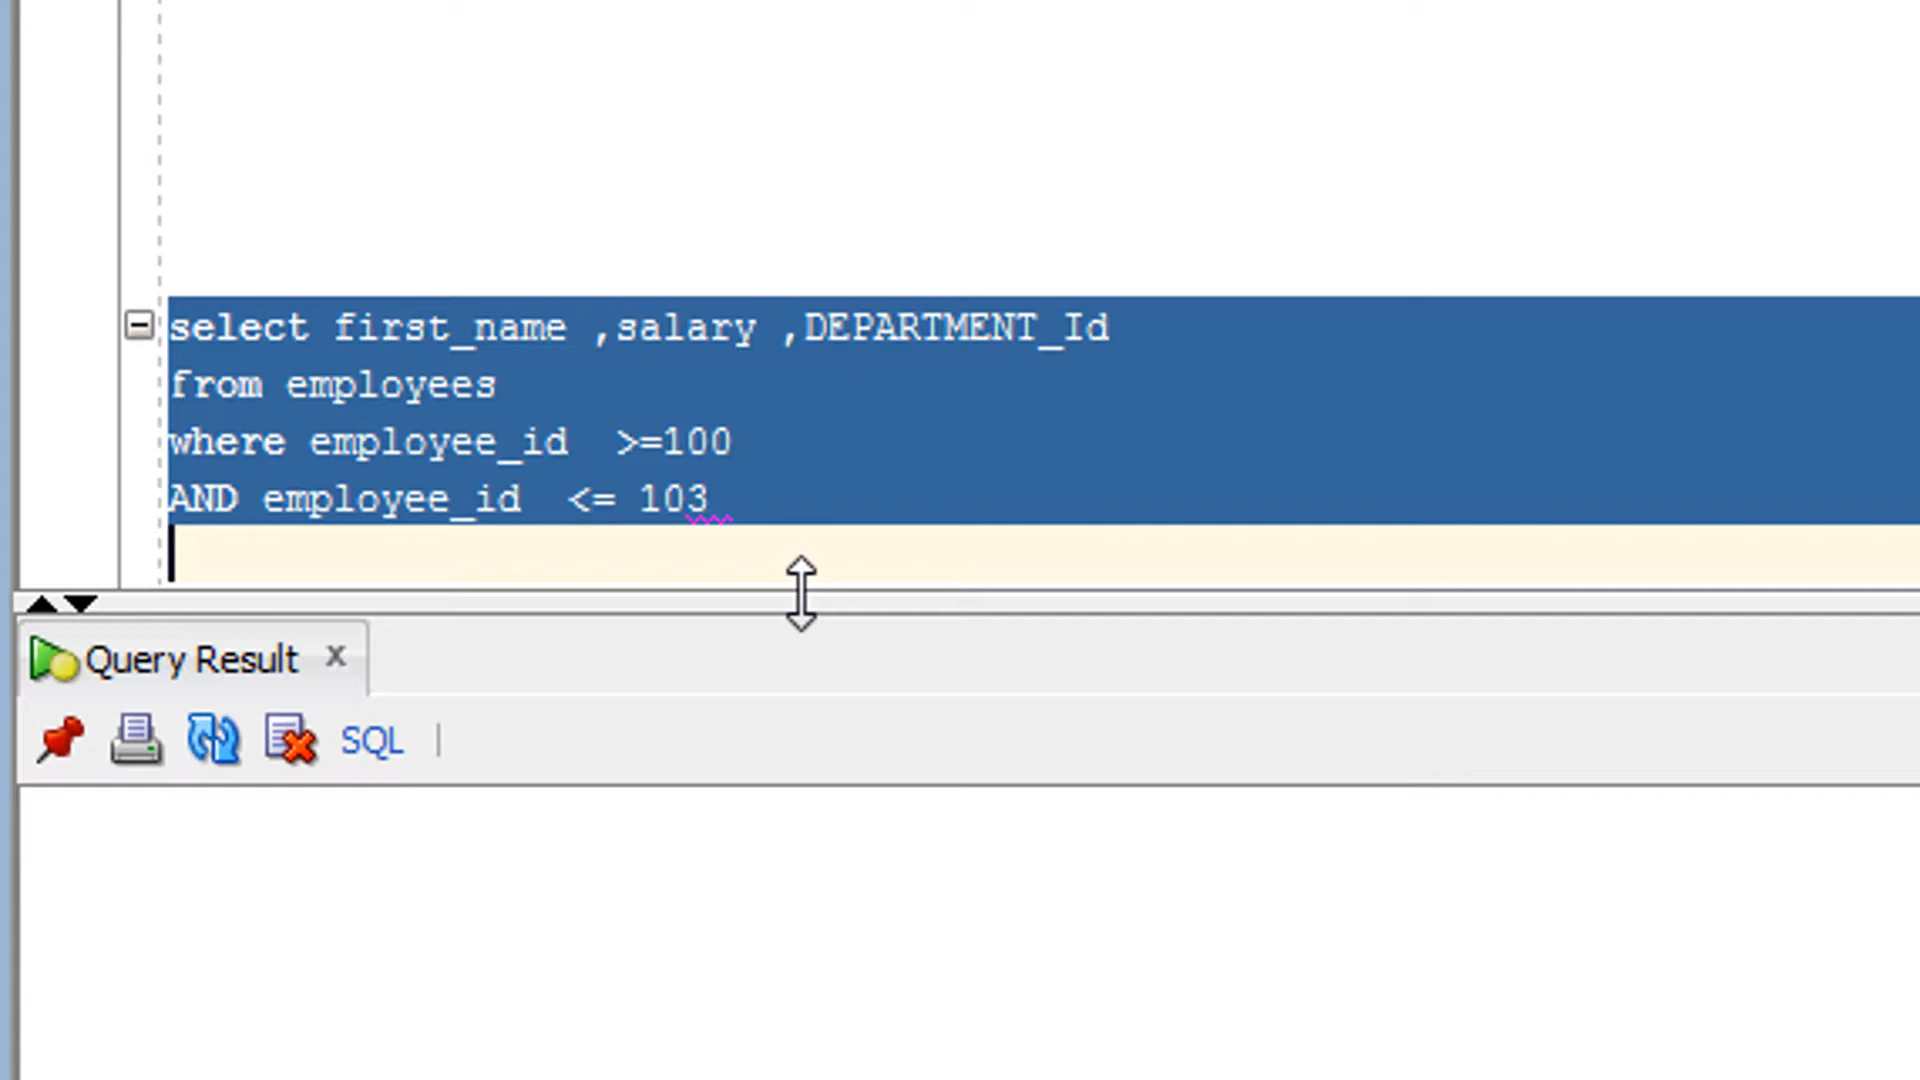 select first_name ,salary ,DEPARTMENT_Id
from employees
where employee_id  >=100
AND employee_id  <= 103
Query Result x
SQL |